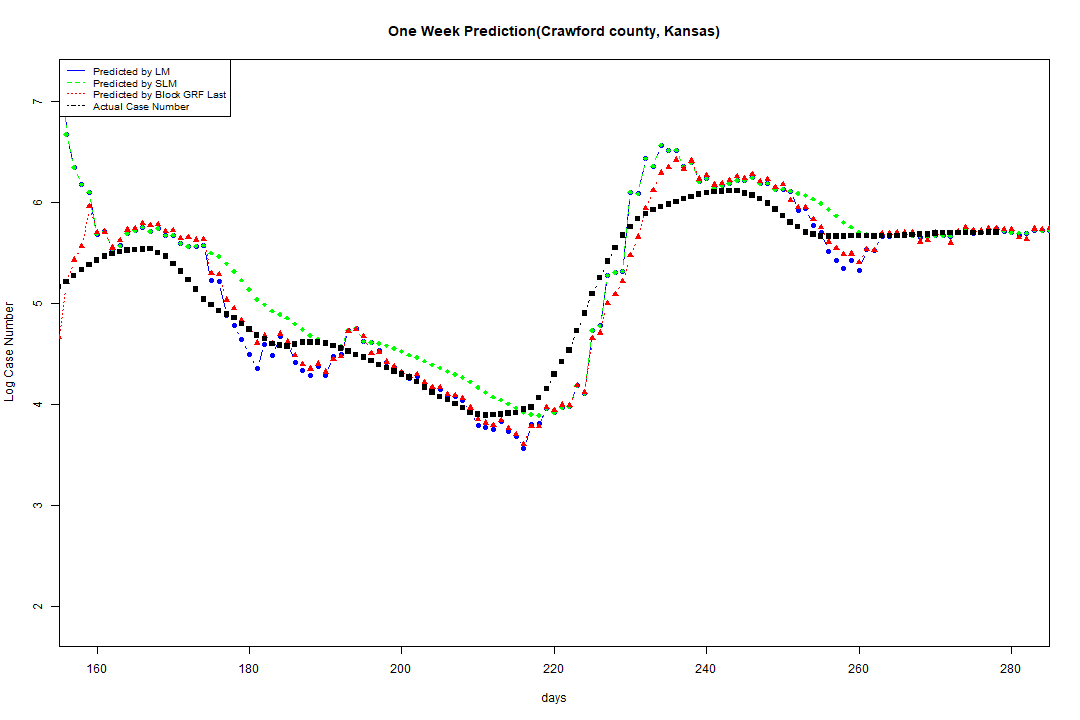 One Week Prediction(Crawford county, Kansas)
Predicted by LM
Predicted by SLM
Predicted by Block GRF Last
Actual Case Number
7
6
5
4
3
2
Log Case Number
160 180 200 220 240 260 280
days